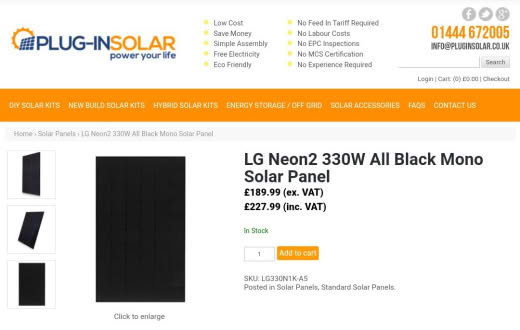 PLUG-INSOLAR
power your life
Low Cost
Save Money
Simple Assembly
Free Electricity
Eco Friendly
No Feed In Tariff Required
No Labour Costs
No EPC Inspections
No MCS Certification
No Experience Required
01444 672005
INFO@PLUGINSOLAR.CO.UK
Search
Login | Cart: (0) £0.00 | Checkout
DIY SOLAR KITS NEW BUILD SOLAR KITS HYBRID SOLAR KITS ENERGY STORAGE / OFF GRID SOLAR ACCESSORIES FAQS CONTACT US
Home › Solar Panels › LG Neon2 330W All Black Mono Solar Panel
LG Neon2 330W All Black Mono
Solar Panel
£189.99 (ex. VAT)
£227.99 (inc. VAT)
In Stock
1 Add to cart
SKU: LG330N1K-A5
Posted in Solar Panels, Standard Solar Panels.
Click to enlarge